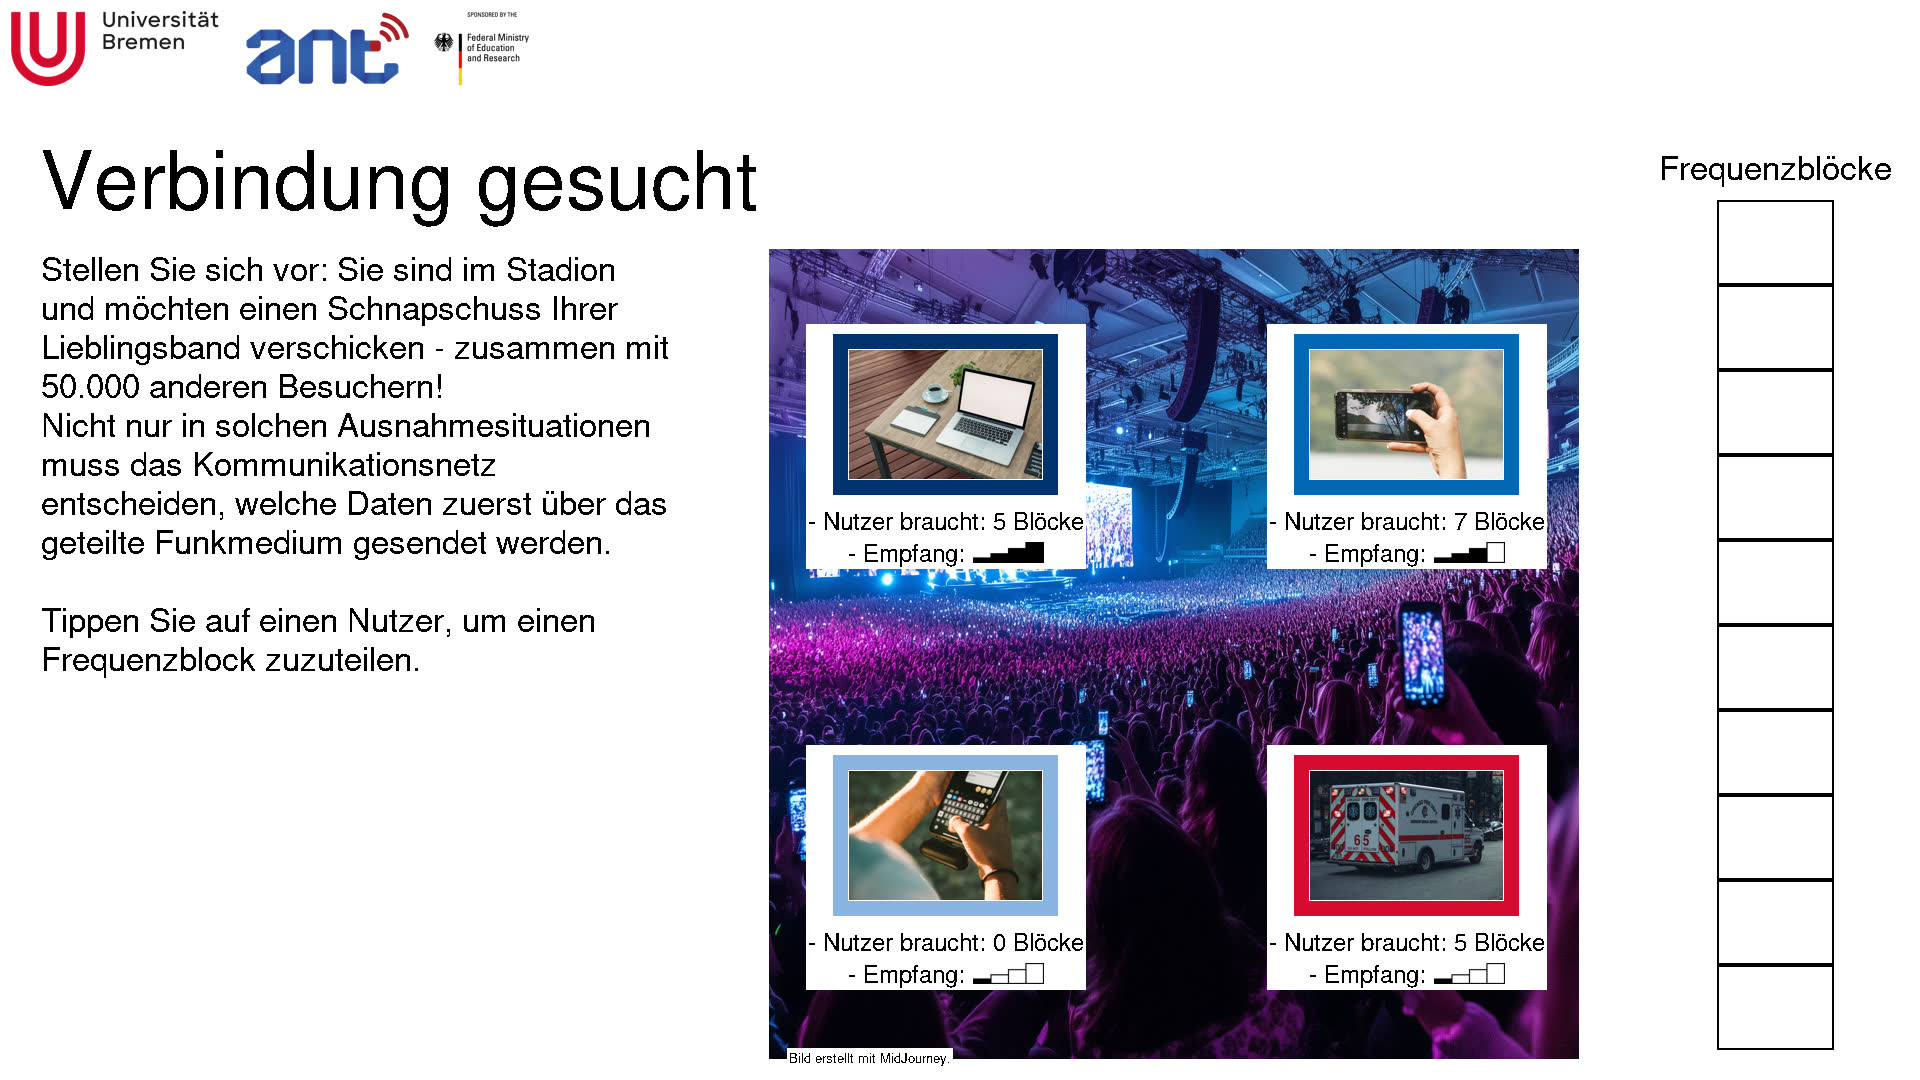 Universität
Bremen
ant
SPONSORED BY THE
Federal Ministry
of Education
and Research
Verbindung gesucht
Stellen Sie sich vor: Sie sind im Stadion
und möchten einen Schnapschuss Ihrer
Lieblingsband verschicken - zusammen mit
50.000 anderen Besuchern!
Nicht nur in solchen Ausnahmesituationen
muss das Kommunikationsnetz
entscheiden, welche Daten zuerst über das
geteilte Funkmedium gesendet werden.
Tippen Sie auf einen Nutzer, um einen
Frequenzblock zuzuteilen.
- Nutzer braucht: 5 Blöcke
- Empfang:
- Nutzer braucht: 7 Blöcke
- Empfang:
- Nutzer braucht: 0 Blöcke
- Empfang:
65
- Nutzer braucht: 5 Blöcke
- Empfang:
Bild erstellt mit MidJourney.
Frequenzblöcke